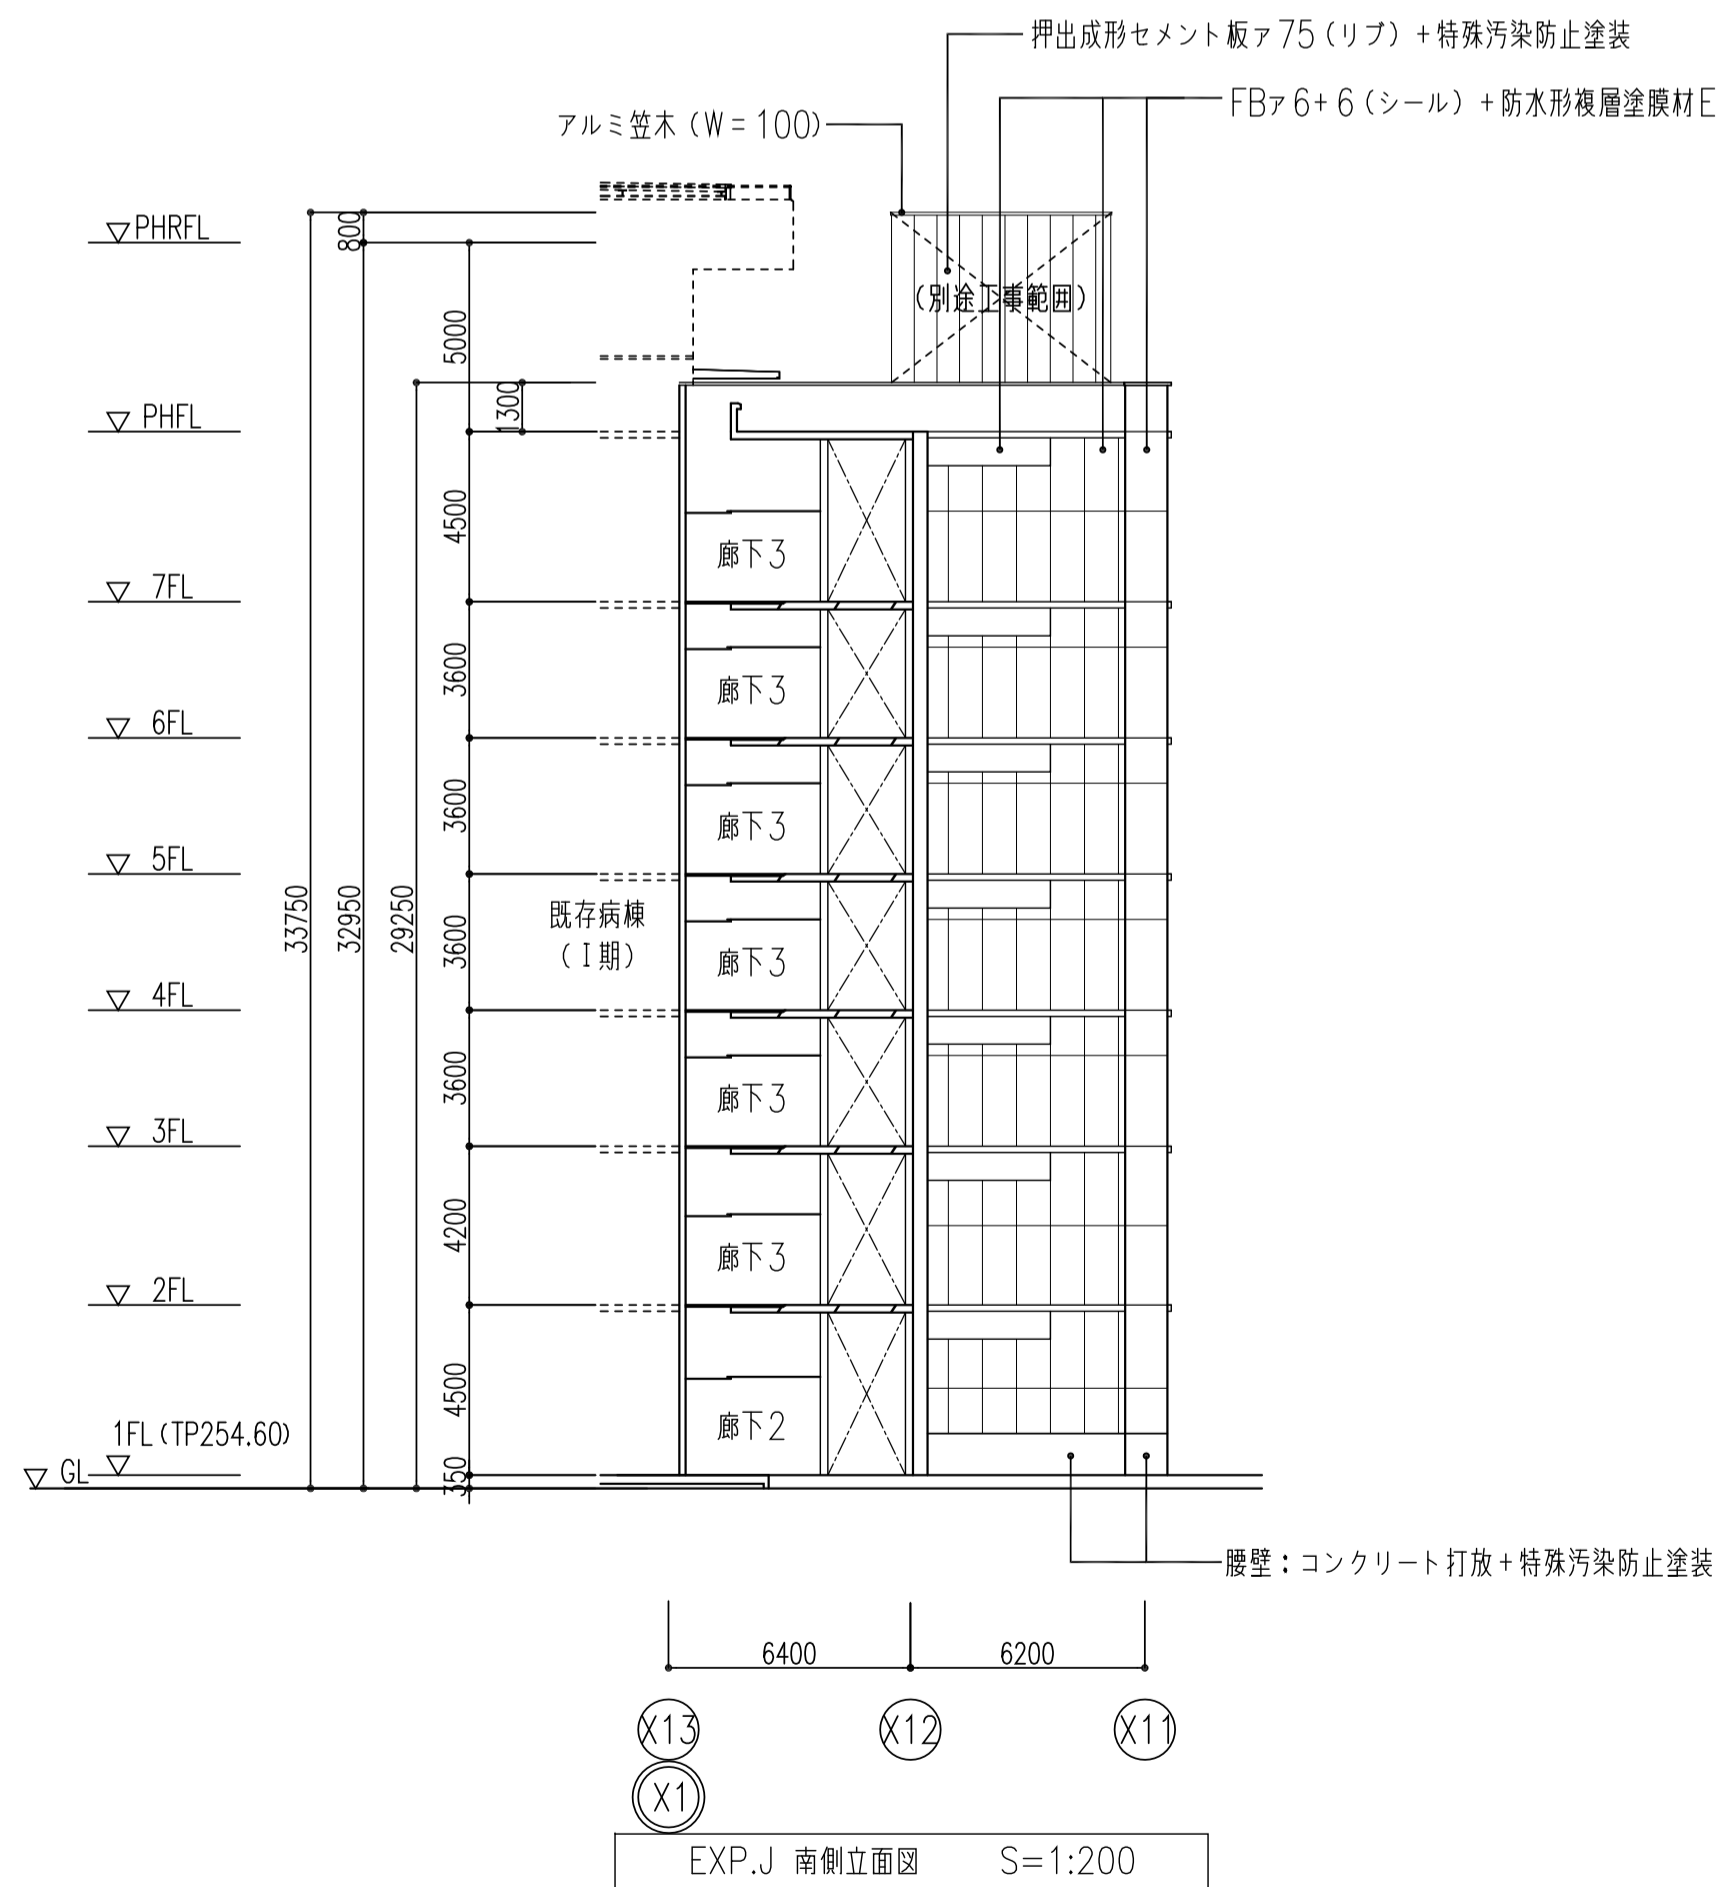 押出成形セメント板ァ75(リブ)+特殊汚染防止塗装
FBァ6+6(シール)+防水形複層塗膜材E
アルミ笠木(W=100)
PHRFL
800
(別途工事範囲)
5000
1300
PHFL
4500
廊下3
7FL
3600
廊下3
6FL
3600
廊下3
5FL
33750
32950
29250
既存病棟
(Ⅰ期)
3600
廊下3
4FL
3600
廊下3
3FL
4200
廊下3
2FL
4500
廊下2
1FL(TP254.60)
GL
350
腰壁:コンクリート打放+特殊汚染防止塗装
6400
6200
X13
X12
X11
X1
EXP.J 南側立面図 S=1:200